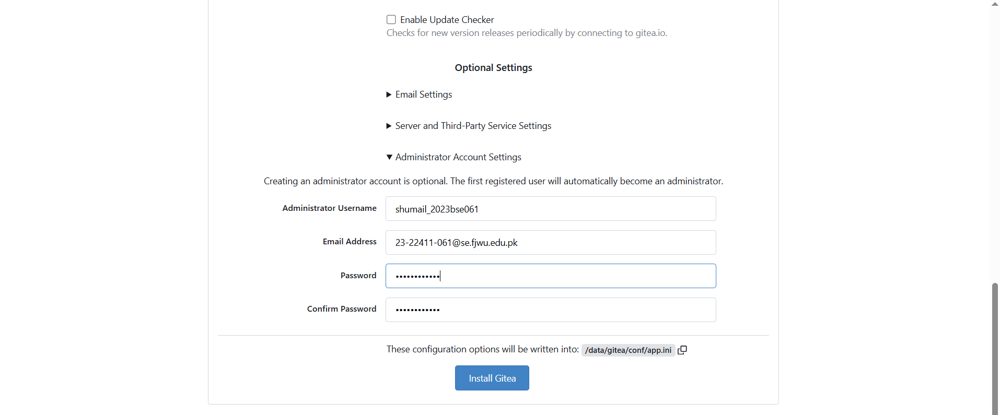 Enable Update Checker
Checks for new version releases periodically by connecting to gitea.io.
Optional Settings
Email Settings
Server and Third-Party Service Settings
Administrator Account Settings
Creating an administrator account is optional. The first registered user will automatically become an administrator.
Administrator Username shumail_2023bse061
Email Address 23-22411-061@se.fjwu.edu.pk
Password ••••••••••••
Confirm Password ••••••••••••
These configuration options will be written into: /data/gitea/conf/app.ini
Install Gitea